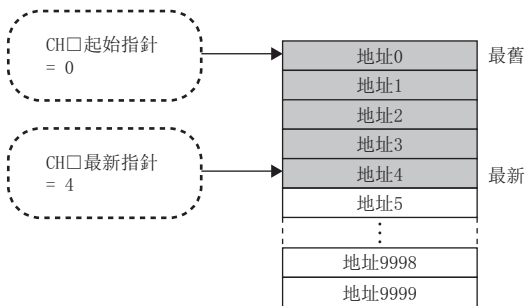 CH□起始指針
= 0
地址0
最舊
地址1
地址2
地址3
CH□最新指針
= 4
地址4
最新
地址5
⋮
地址9998
地址9999